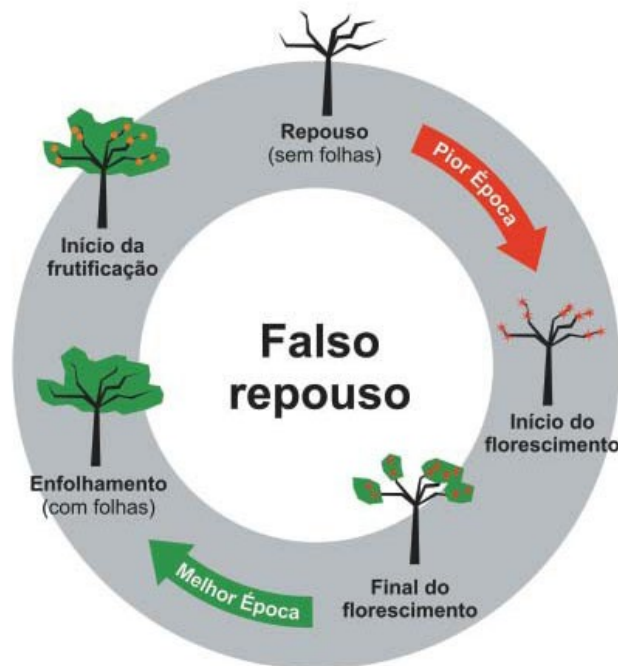 Repouso
(sem folhas)
Pior Época
Início do
florescimento
Final do
florescimento
Melhor Época
Enfolhamento
(com folhas)
Início da
frutificação
Falso
repouso